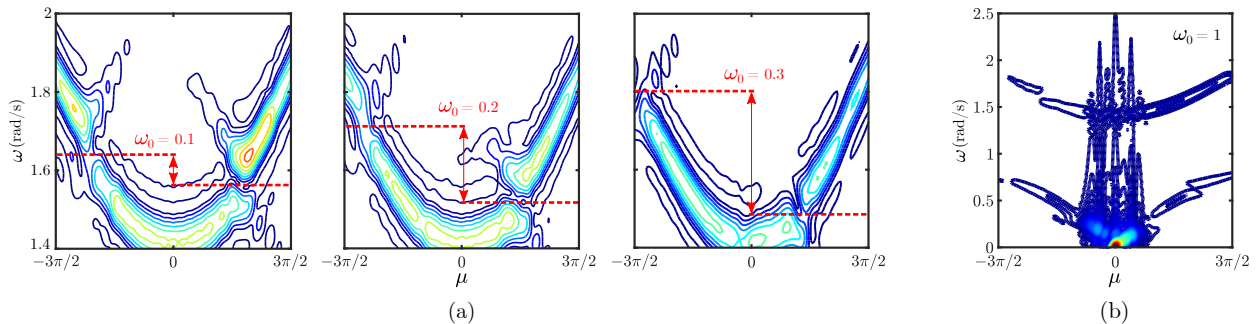 2
1.8
1.6
1.4
ω (rad/s)
ω₀ = 0.1
−3π/2
0
3π/2
ω₀ = 0.2
−3π/2
0
3π/2
μ
ω₀ = 0.3
−3π/2
0
3π/2
(a)
2.5
2
1.5
1
0.5
0
ω (rad/s)
ω₀ = 1
−3π/2
0
3π/2
μ
(b)